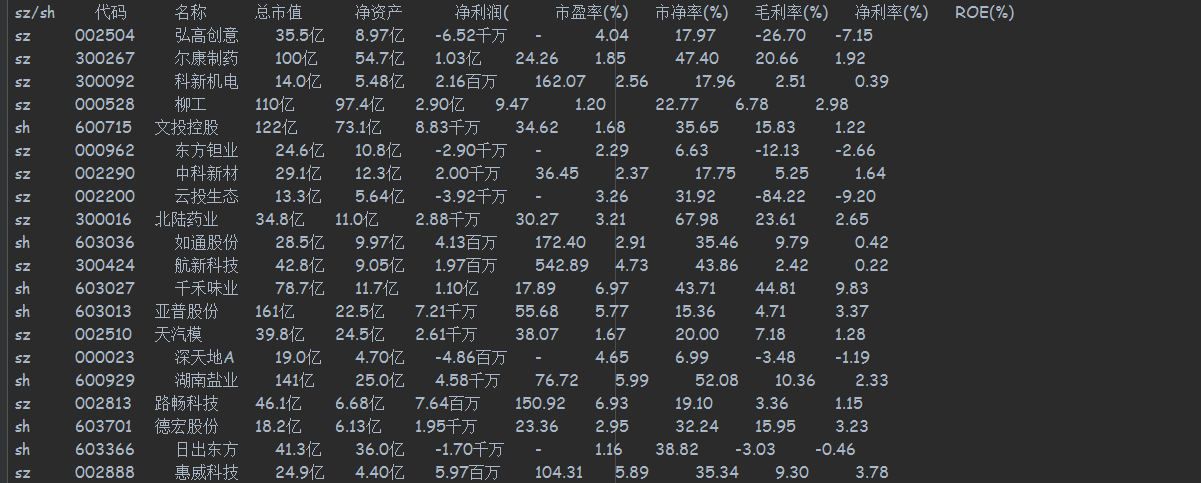 sz/sh 代码 名称 总市值 净资产 净利润( 市盈率(%) 市净率(%) 毛利率(%) 净利率(%) ROE(%)
sz 002504 弘高创意 35.5亿 8.97亿 -6.52千万 - 4.04 17.97 -26.70 -7.15
sz 300267 尔康制药 100亿 54.7亿 1.03亿 24.26 1.85 47.40 20.66 1.92
sz 300092 科新机电 14.0亿 5.48亿 2.16百万 162.07 2.56 17.96 2.51 0.39
sz 000528 柳工 110亿 97.4亿 2.90亿 9.47 1.20 22.77 6.78 2.98
sh 600715 文投控股 122亿 73.1亿 8.83千万 34.62 1.68 35.65 15.83 1.22
sz 000962 东方钽业 24.6亿 10.8亿 -2.90千万 - 2.29 6.63 -12.13 -2.66
sz 002290 中科新材 29.1亿 12.3亿 2.00千万 36.45 2.37 17.75 5.25 1.64
sz 002200 云投生态 13.3亿 5.64亿 -3.92千万 - 3.26 31.92 -84.22 -9.20
sz 300016 北陆药业 34.8亿 11.0亿 2.88千万 30.27 3.21 67.98 23.61 2.65
sh 603036 如通股份 28.5亿 9.97亿 4.13百万 172.40 2.91 35.46 9.79 0.42
sz 300424 航新科技 42.8亿 9.05亿 1.97百万 542.89 4.73 43.86 2.42 0.22
sh 603027 千禾味业 78.7亿 11.7亿 1.10亿 17.89 6.97 43.71 44.81 9.83
sh 603013 亚普股份 161亿 22.5亿 7.21千万 55.68 5.77 15.36 4.71 3.37
sz 002510 天汽模 39.8亿 24.5亿 2.61千万 38.07 1.67 20.00 7.18 1.28
sz 000023 深天地A 19.0亿 4.70亿 -4.86百万 - 4.65 6.99 -3.48 -1.19
sh 600929 湖南盐业 141亿 25.0亿 4.58千万 76.72 5.99 52.08 10.36 2.33
sz 002813 路畅科技 46.1亿 6.68亿 7.64百万 150.92 6.93 19.10 3.36 1.15
sh 603701 德宏股份 18.2亿 6.13亿 1.95千万 23.36 2.95 32.24 15.95 3.23
sh 603366 日出东方 41.3亿 36.0亿 -1.70千万 - 1.16 38.82 -3.03 -0.46
sz 002888 惠威科技 24.9亿 4.40亿 5.97百万 104.31 5.89 35.34 9.30 3.78